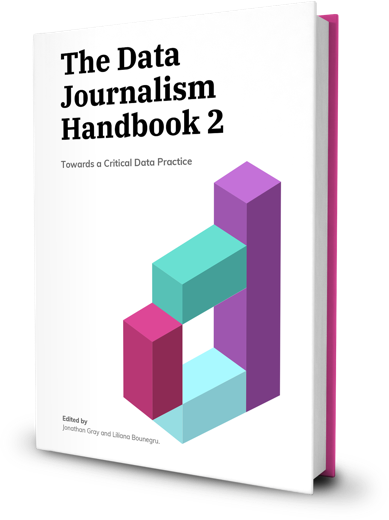 The Data
Journalism
Handbook 2
Towards a Critical Data Practice
Edited by
Jonathan Gray and Liliana Bounegru.